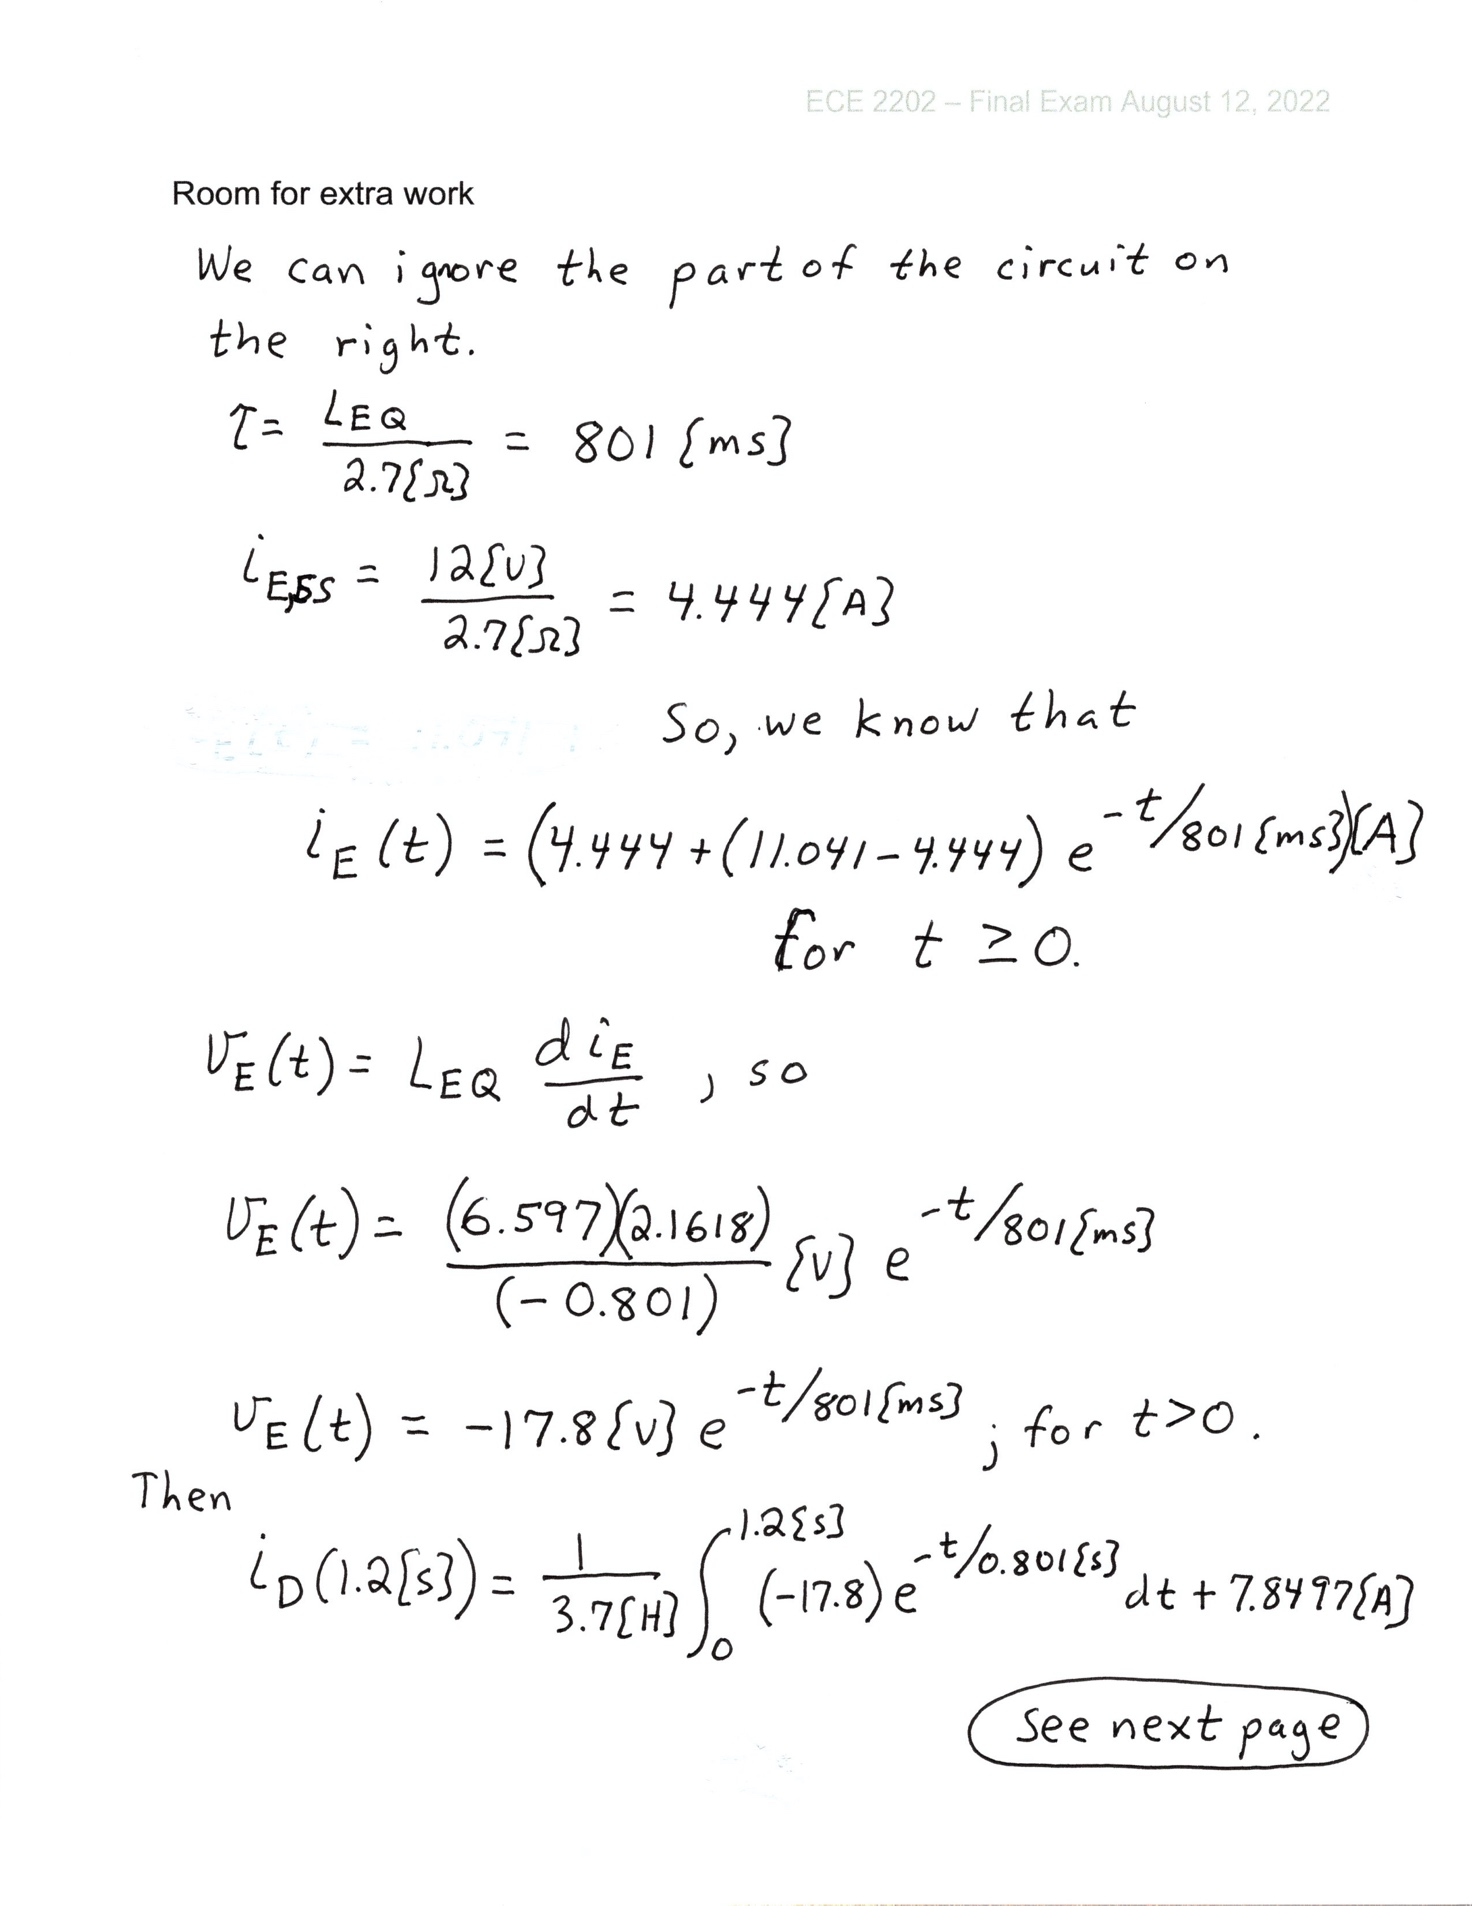 ECE 2202 – Final Exam August 12, 2022
Room for extra work
We can ignore the part of the circuit on
the right.
τ = L_EQ / 2.7{Ω} = 801 {ms}
i_E,SS = 12{V} / 2.7{Ω} = 4.444{A}
So, we know that
i_E (t) = (4.444 + (11.041 - 4.444) e^-t/801{ms}){A}
for t ≥ 0.
v_E(t) = L_EQ di_E / dt , so
v_E(t) = (6.597)(2.1618) / (-0.801) {V} e^-t/801{ms}
v_E(t) = -17.8{V} e^-t/801{ms} ; for t>0.
Then
i_D(1.2{s}) = 1 / 3.7{H} ∫_0^1.2{s} (-17.8) e^-t/0.801{s} dt + 7.8497{A}
See next page